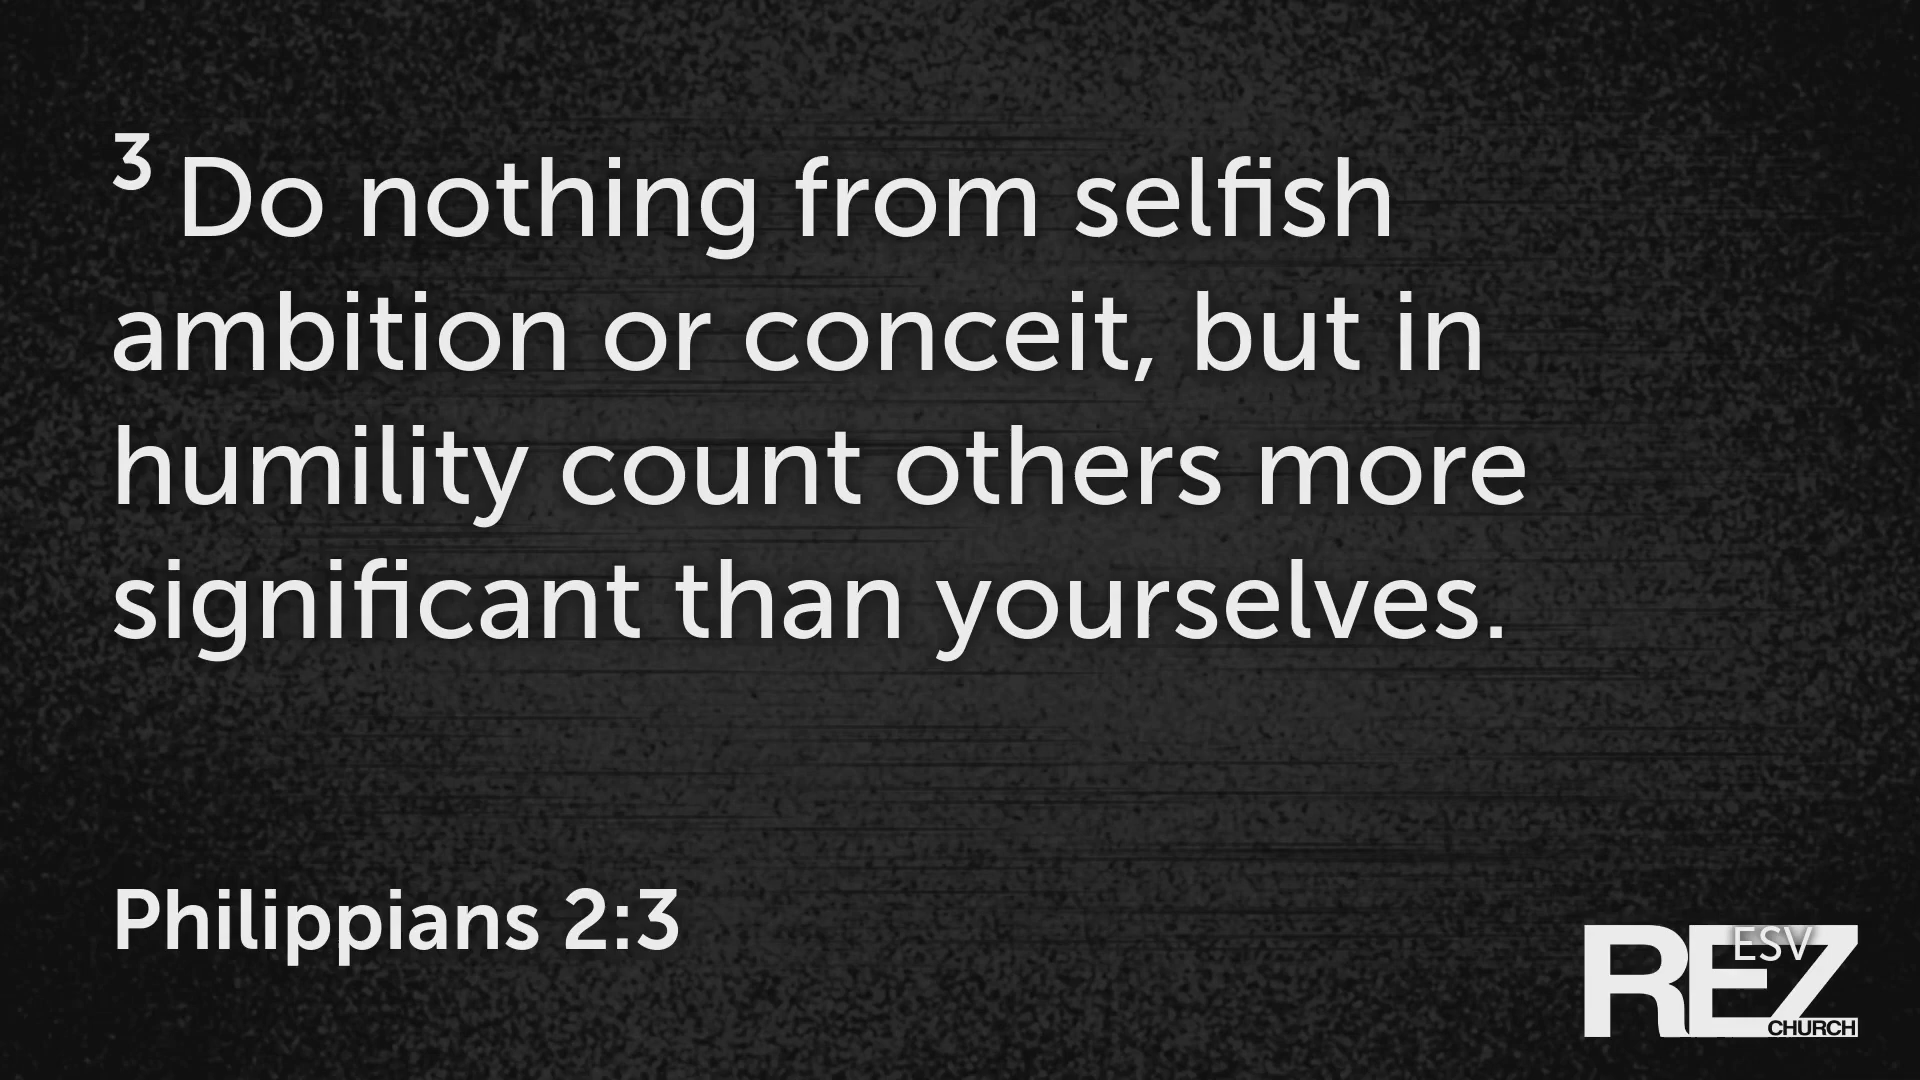 3 Do nothing from selfish
ambition or conceit, but in
humility count others more
significant than yourselves.
Philippians 2:3
ESV
REZ
CHURCH